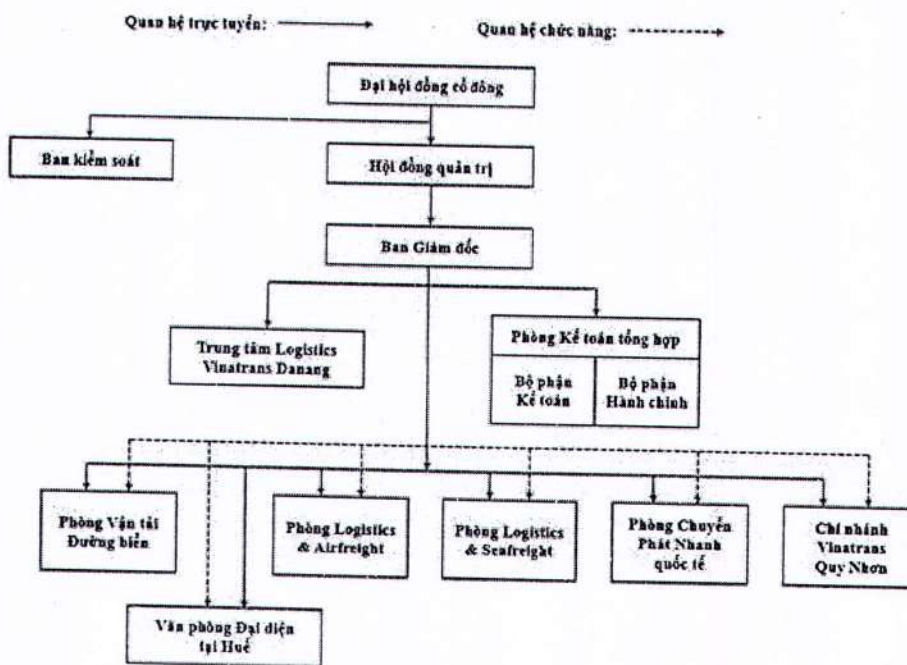 Quan hệ trực tuyến:
Quan hệ chức năng:
Đại hội đồng cổ đông
Ban kiểm soát
Hội đồng quản trị
Ban Giám đốc
Trung tâm Logistics
Vinatrans Danang
Phòng Kế toán tổng hợp
Bộ phận
Kế toán
Bộ phận
Hành chính
Phòng Vận tải
Đường biển
Phòng Logistics
& Airfreight
Phòng Logistics
& Seafreight
Phòng Chuyển
Phát Nhanh
quốc tế
Chi nhánh
Vinatrans
Quy Nhơn
Văn phòng Đại diện
tại Huế